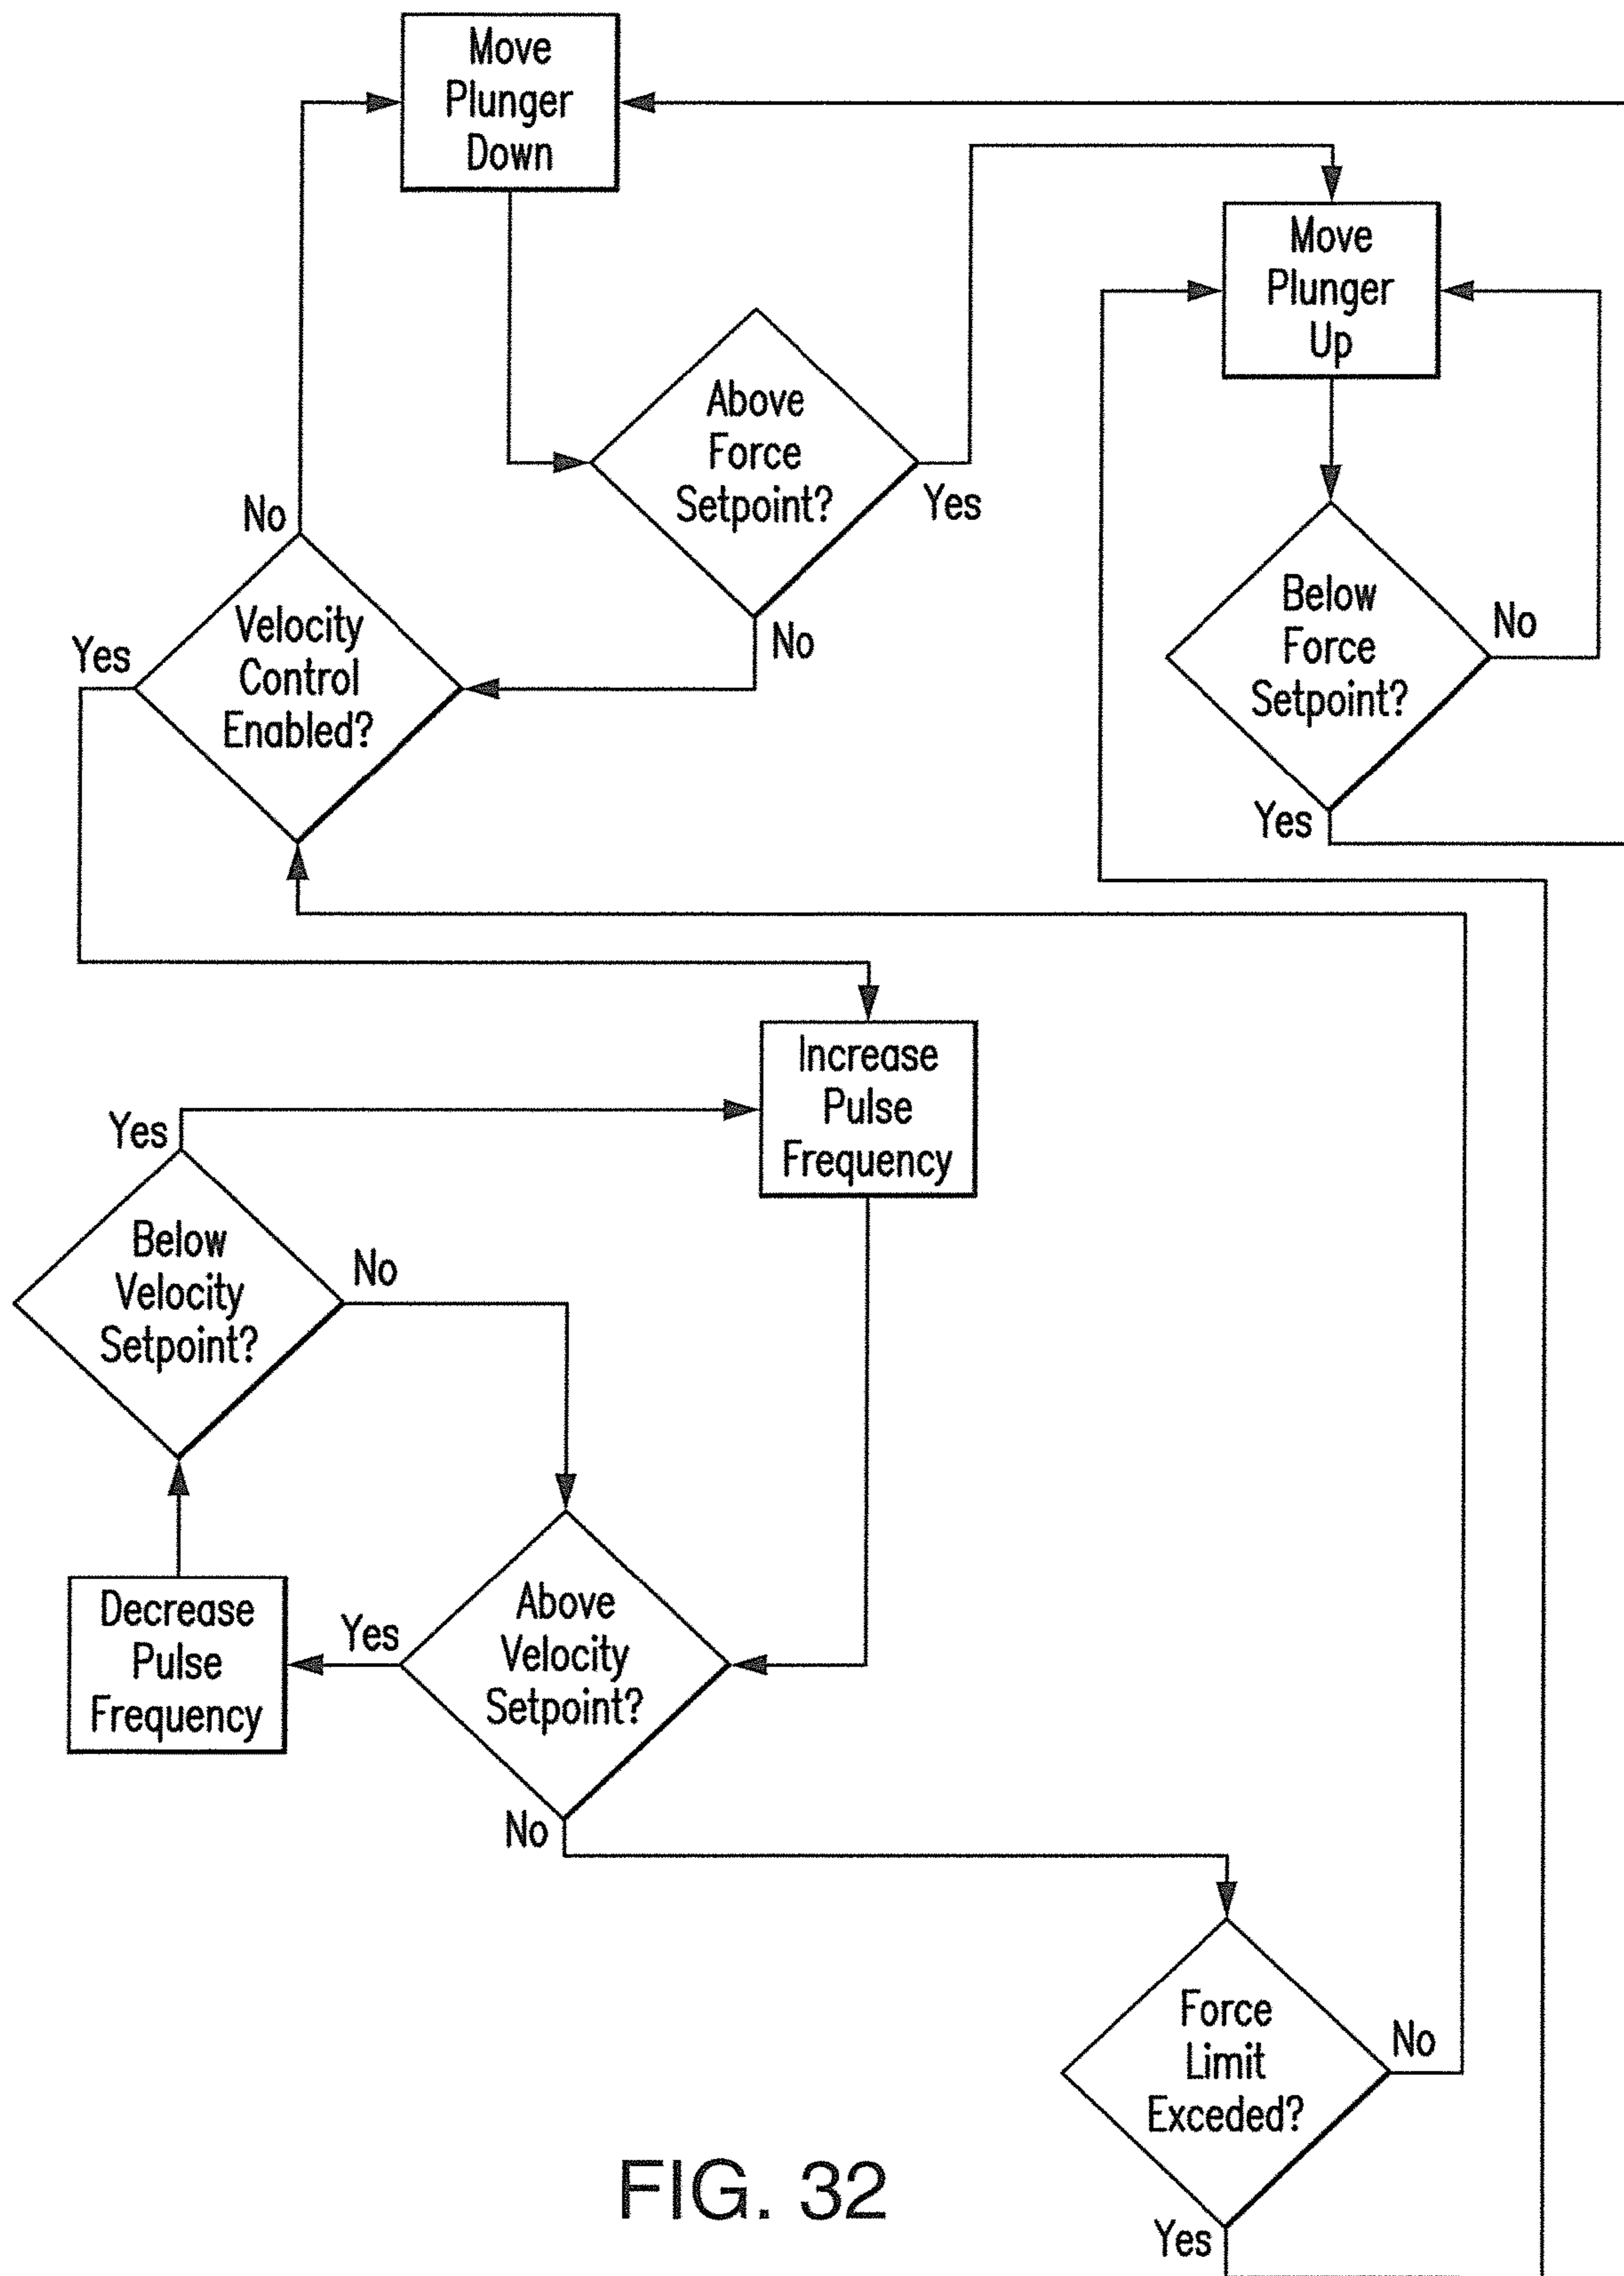 Move
Plunger
Down
Move
Plunger
Up
Above
Force
Setpoint?
Yes
No
No
Velocity
Control
Enabled?
Yes
Below
Force
Setpoint?
No
Yes
Increase
Pulse
Frequency
Yes
Below
Velocity
Setpoint?
No
Decrease
Pulse
Frequency
Yes
Above
Velocity
Setpoint?
No
Force
Limit
Exceded?
No
Yes
FIG. 32